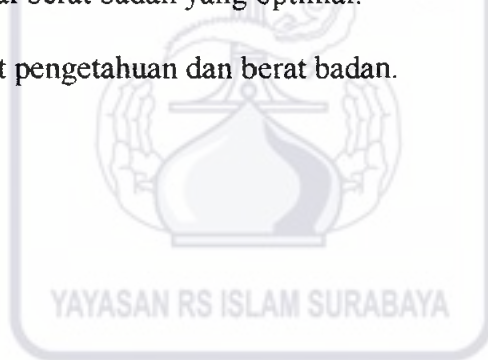 berat badan yang optimal.
pengetahuan dan berat badan.
YAYASAN RS ISLAM SURABAYA